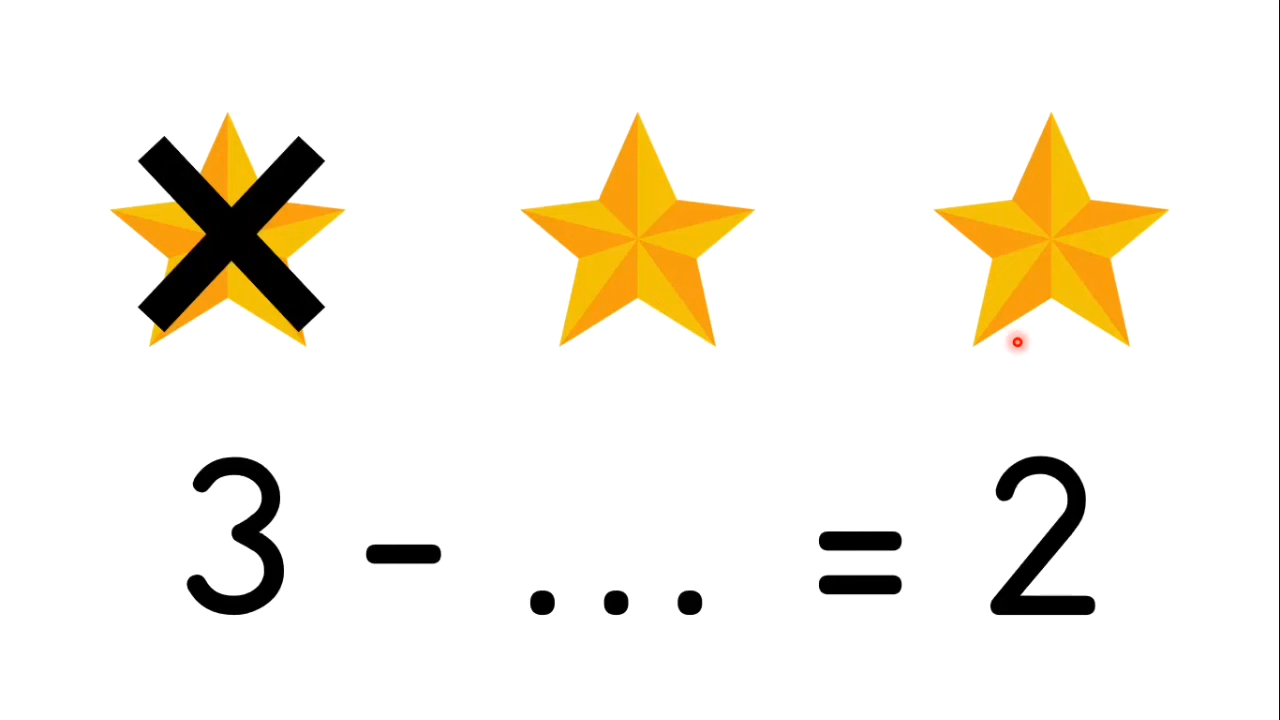 3 - ... = 2